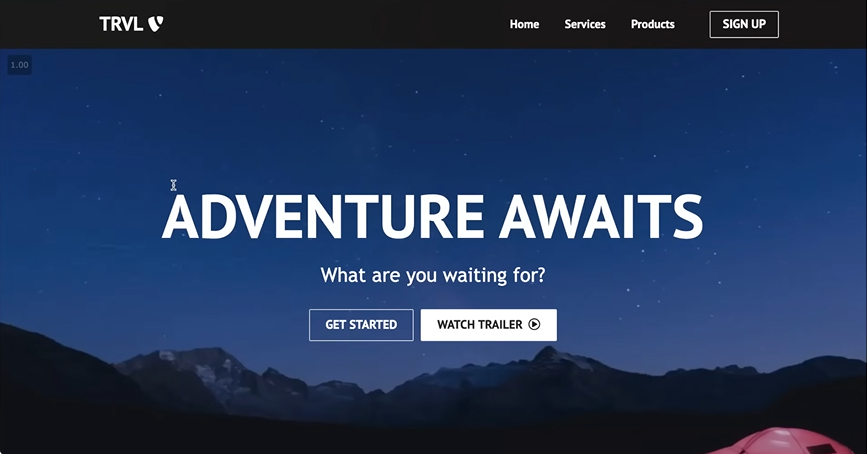 TRVL
Home Services Products SIGN UP
1.00
ADVENTURE AWAITS
What are you waiting for?
GET STARTED WATCH TRAILER